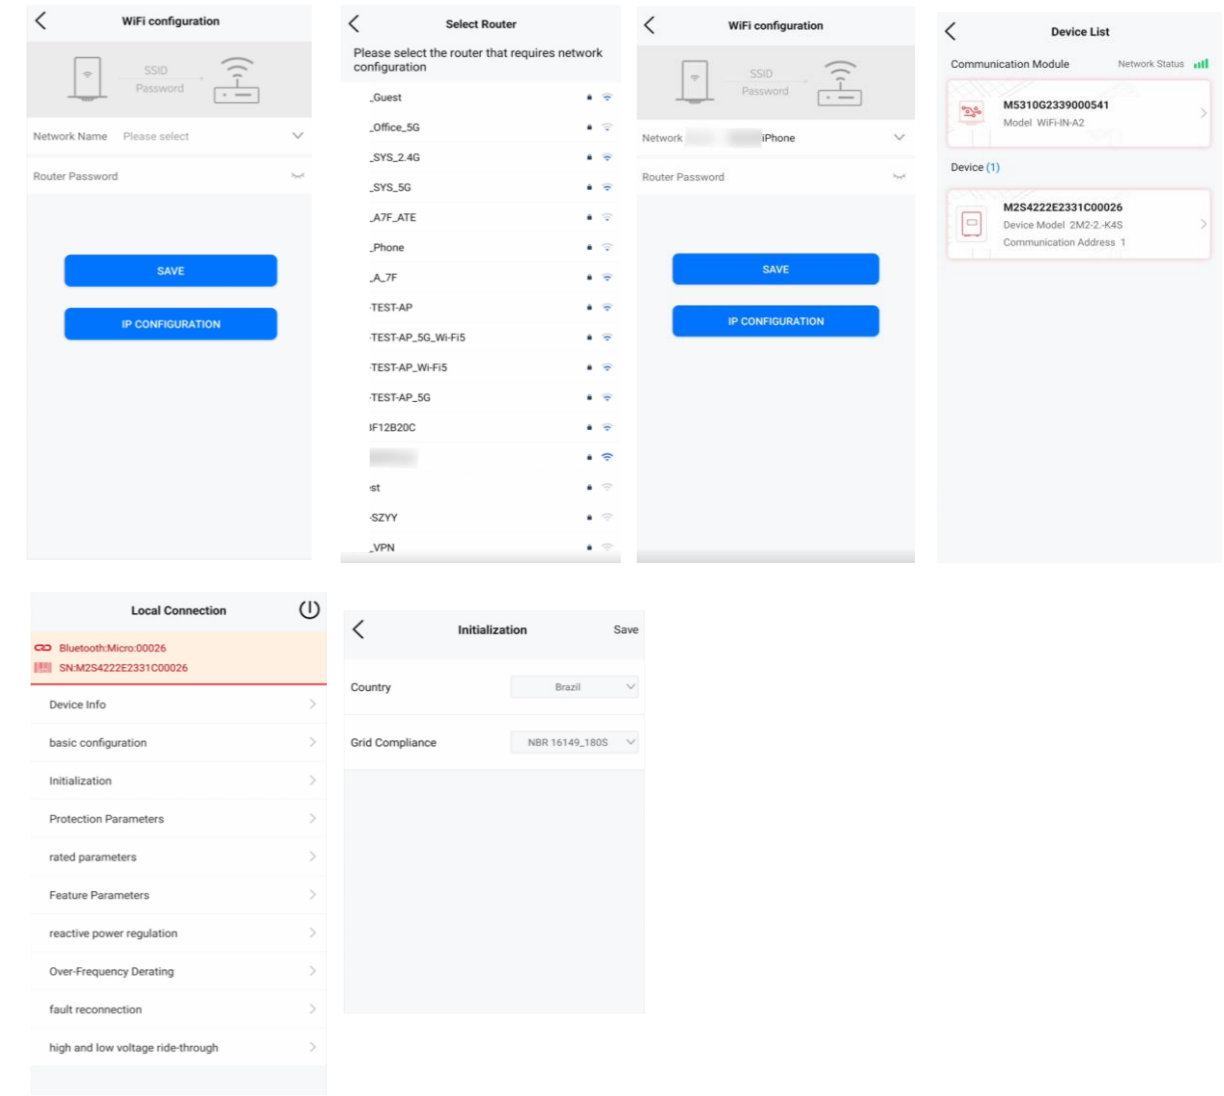 WiFi configuration
SSID
Password
Network Name Please select
Router Password
SAVE
IP CONFIGURATION
Select Router
Please select the router that requires network
configuration
_Guest
_Office_5G
_SYS_2.4G
_SYS_5G
_A7F_ATE
_Phone
_A_7F
-TEST-AP
-TEST-AP_5G_Wi-Fi5
-TEST-AP_Wi-Fi5
-TEST-AP_5G
3F12B20C
est
-SZYY
_VPN
WiFi configuration
SSID
Password
Network iPhone
Router Password
SAVE
IP CONFIGURATION
Device List
Communication Module Network Status
M5310G2339000541
Model WiFi-IN-A2
Device (1)
M2S4222E2331C00026
Device Model 2M2-2.-K4S
Communication Address 1
Local Connection
Bluetooth:Micro:00026
SN:M2S4222E2331C00026
Device Info
basic configuration
Initialization
Protection Parameters
rated parameters
Feature Parameters
reactive power regulation
Over-Frequency Derating
fault reconnection
high and low voltage ride-through
Initialization Save
Country Brazil
Grid Compliance NBR 16149_180S